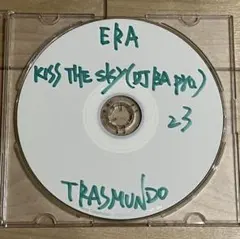 ERA
KISS THE SKY (DJ BA PRO)
23
TRASMUNDO